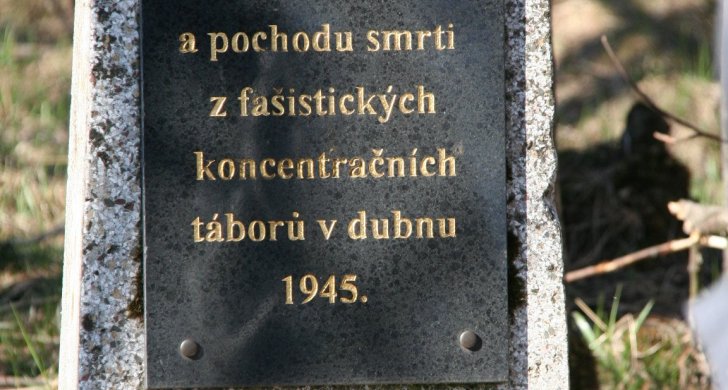 a pochodu smrti
z fašistických
koncentračních
táborů v dubnu
1945.